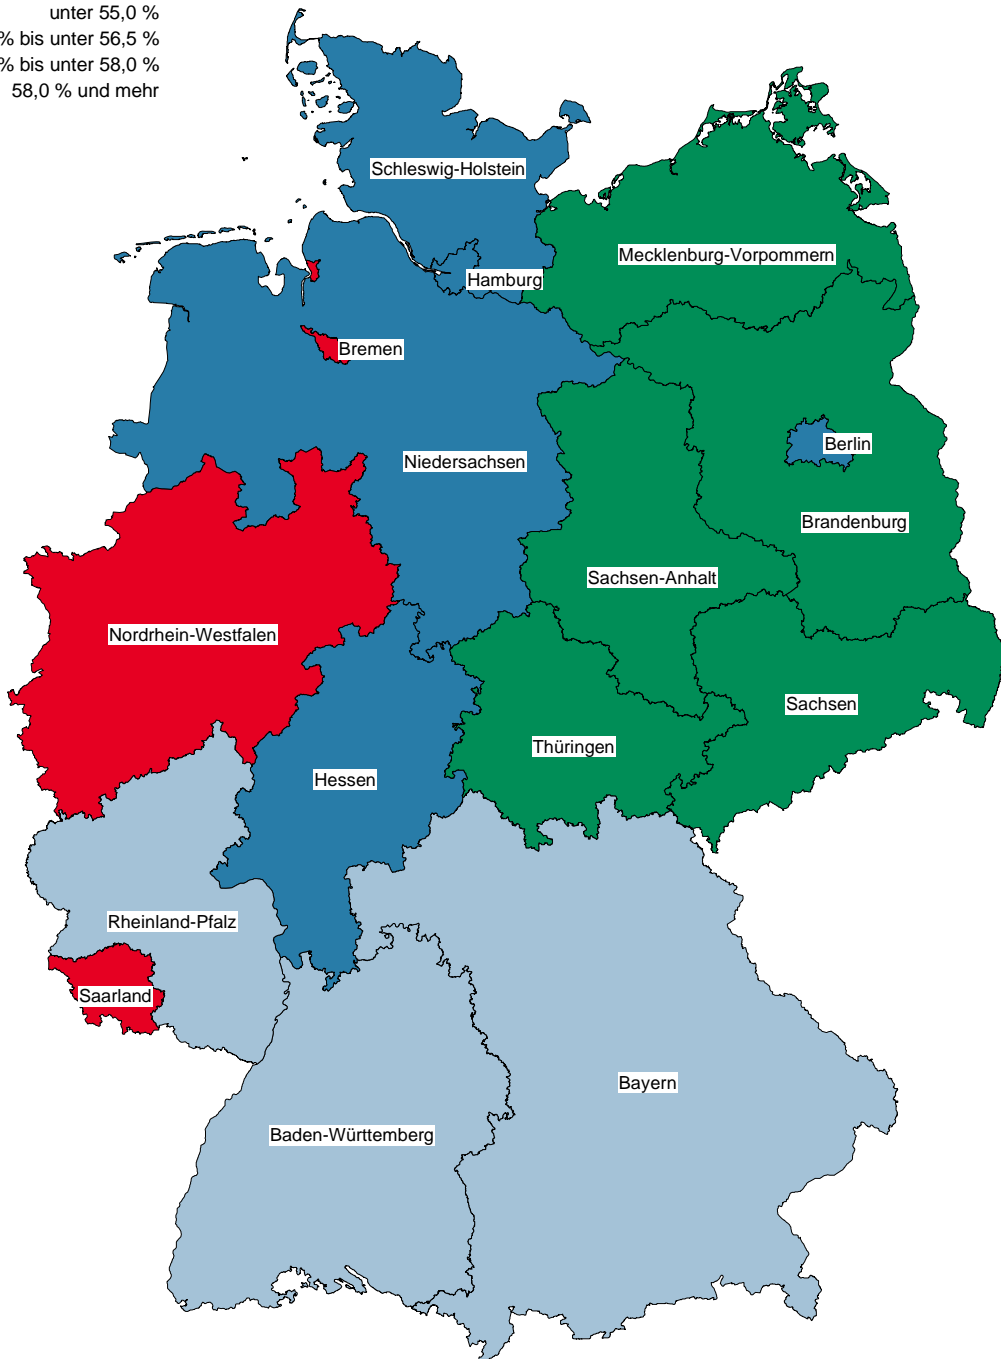 unter 55,0 %
% bis unter 56,5 %
% bis unter 58,0 %
58,0 % und mehr
Schleswig-Holstein
Mecklenburg-Vorpommern
Hamburg
Bremen
Berlin
Niedersachsen
Brandenburg
Sachsen-Anhalt
Nordrhein-Westfalen
Sachsen
Thüringen
Hessen
Rheinland-Pfalz
Saarland
Bayern
Baden-Württemberg